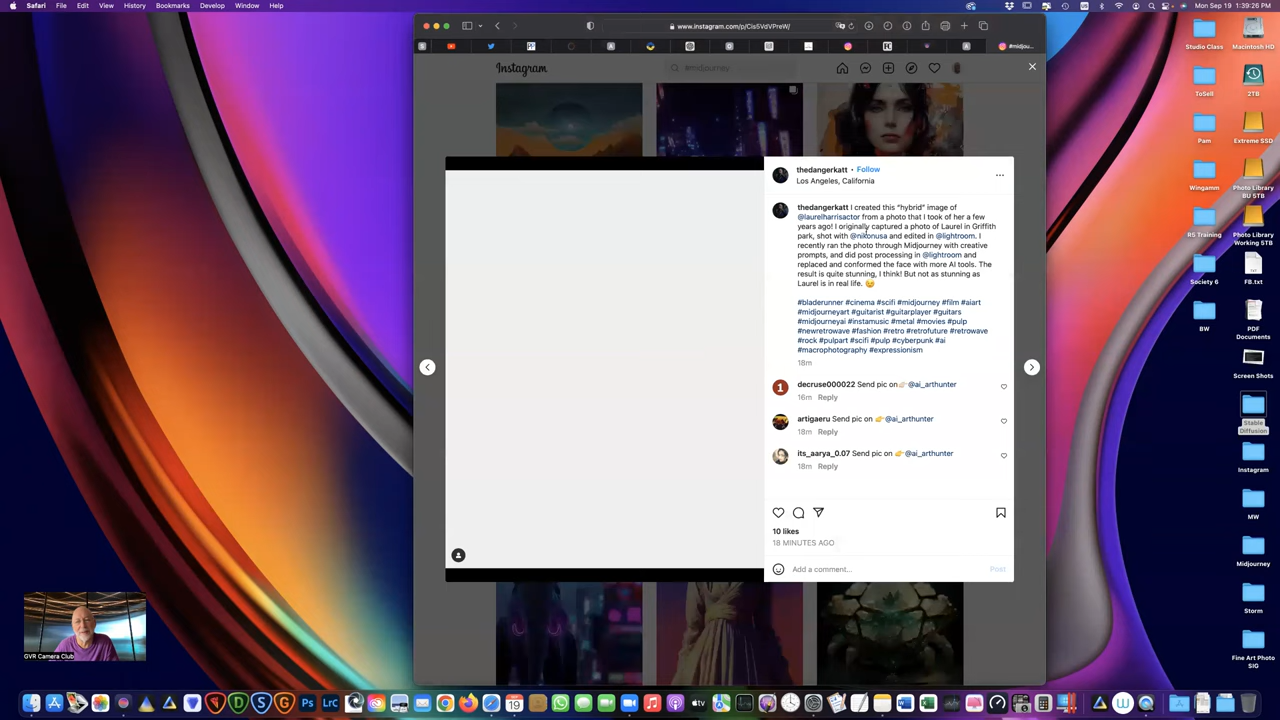 Safari File Edit View History Bookmarks Develop Window Help
Mon Sep 19 1:39:26 PM
www.instagram.com/p/CisSVdVPreW/
#midjou...
Instagram
#midjourney
thedangerkatt • Follow
Los Angeles, California
thedangerkatt I created this "hybrid" image of
@laurelharrisactor from a photo that I took of her a few
years ago! I originally captured a photo of Laurel in Griffith
park, shot with @nikonusa and edited in @lightroom. I
recently ran the photo through Midjourney with creative
prompts, and did post processing in @lightroom and
replaced and conformed the face with more AI tools. The
result is quite stunning, I think! But not as stunning as
Laurel is in real life. 😉
#bladerunner #cinema #scifi #midjourney #film #aiart
#midjourneyart #guitarist #guitarplayer #guitars
#midjourneyai #instamusic #metal #movies #pulp
#newretrowave #fashion #retro #retrofuture #retrowave
#rock #pulpart #scifi #pulp #cyberpunk #ai
#macrophotography #expressionism
18m
decruse000022 Send pic on👉🏻@ai_arthunter
16m Reply
artigaeru Send pic on 👉 @ai_arthunter
18m Reply
its_aarya_0.07 Send pic on 👉@ai_arthunter
18m Reply
10 likes
18 MINUTES AGO
Add a comment...
Post
Studio Class
Macintosh HD
ToSell
2TB
Pam
Extreme SSD
Wingamm
Photo Library
BU 5TB
R5 Training
Photo Library
Working 5TB
Society 6
FB.txt
BW
PDF
Documents
Screen Shots
Stable
Diffusion
Instagram
MW
Midjourney
Storm
Fine Art Photo
SIG
GVR Camera Club